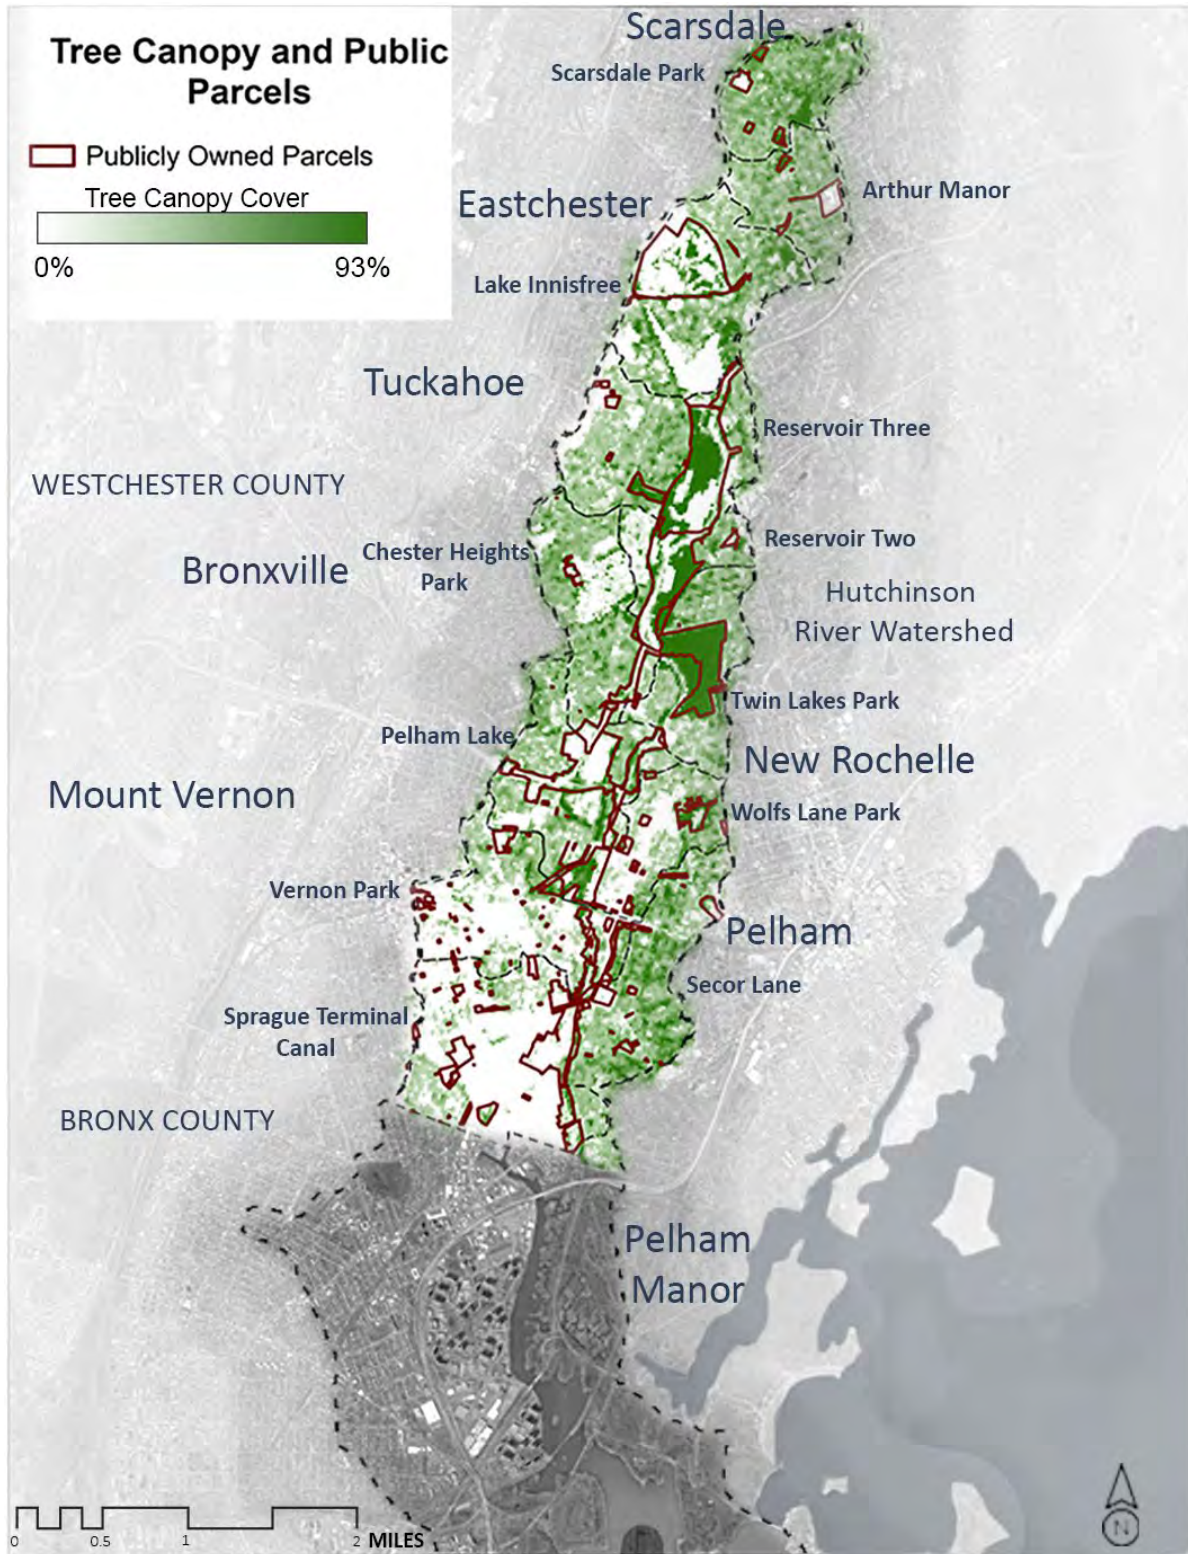 Tree Canopy and Public
Parcels
Publicly Owned Parcels
Tree Canopy Cover
0%
93%
Scarsdale
Scarsdale Park
Arthur Manor
Eastchester
Lake Innisfree
Tuckahoe
Reservoir Three
WESTCHESTER COUNTY
Reservoir Two
Chester Heights
Park
Bronxville
Hutchinson
River Watershed
Twin Lakes Park
Pelham Lake
New Rochelle
Mount Vernon
Wolfs Lane Park
Vernon Park
Pelham
Secor Lane
Sprague Terminal
Canal
BRONX COUNTY
Pelham
Manor
0 0.5 1 2 MILES
N